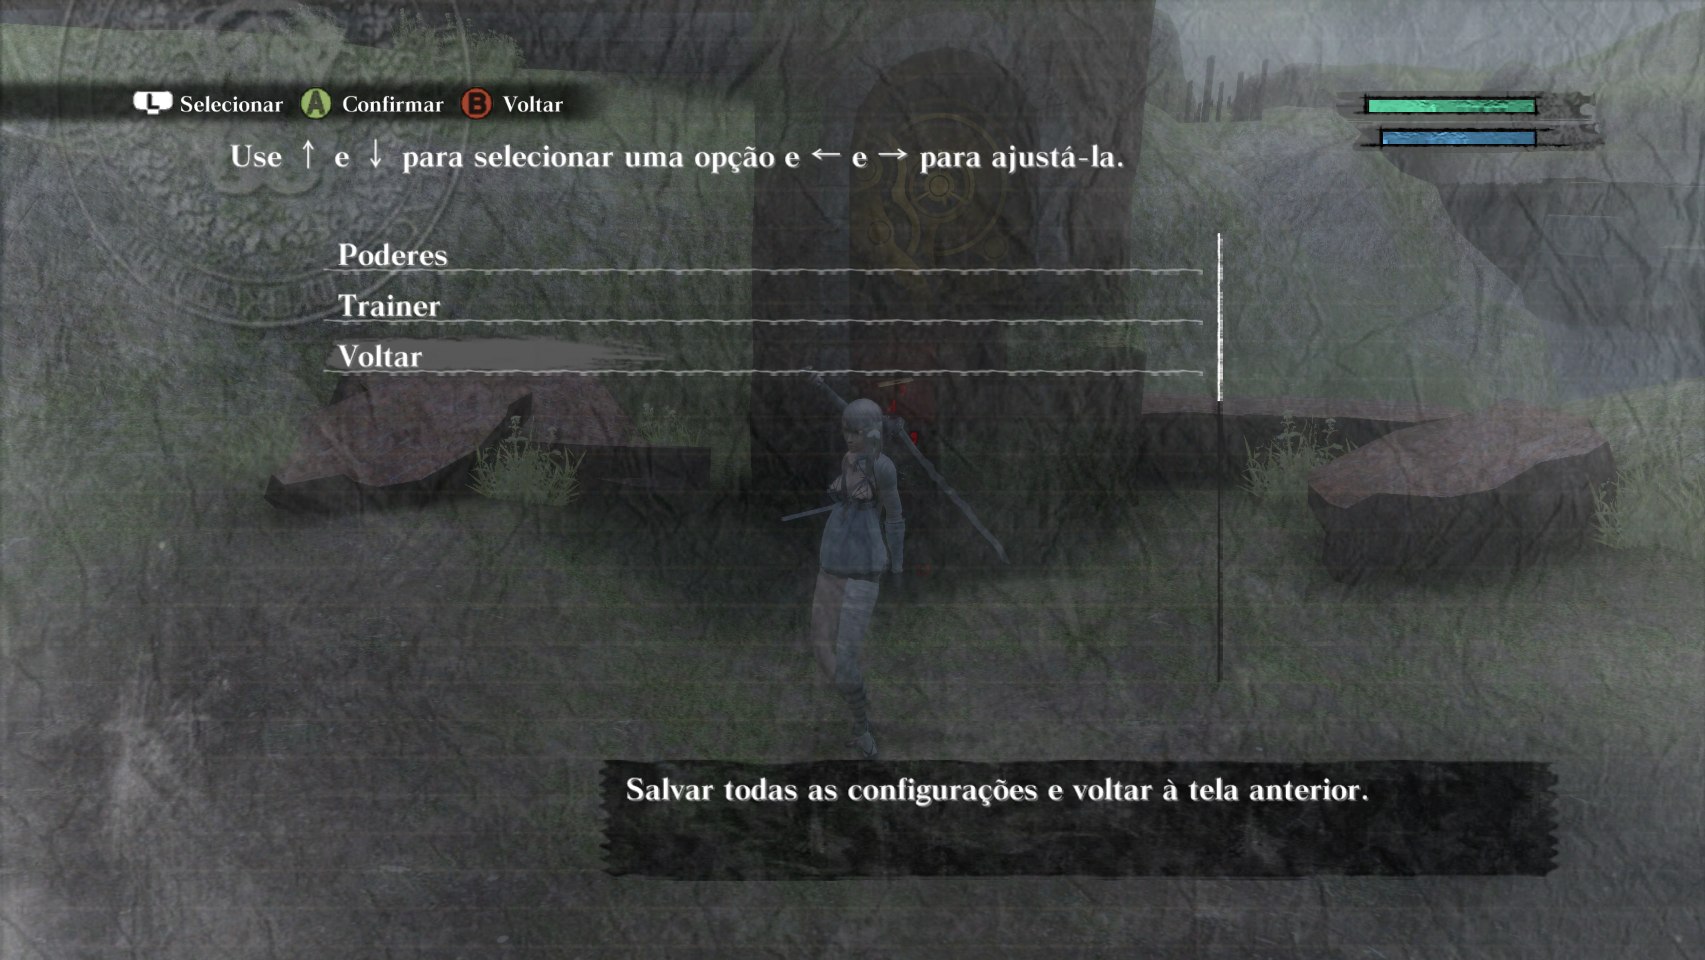 L Selecionar A Confirmar B Voltar
Use ↑ e ↓ para selecionar uma opção e ← e → para ajustá-la.
Poderes
Trainer
Voltar
Salvar todas as configurações e voltar à tela anterior.